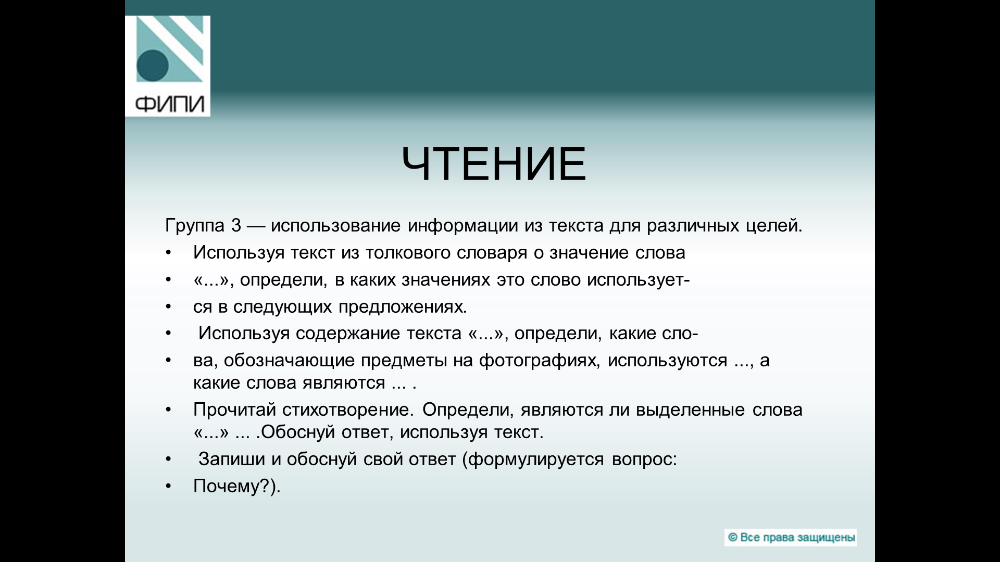 ФИПИ
ЧТЕНИЕ
Группа 3 — использование информации из текста для различных целей.
• Используя текст из толкового словаря о значение слова
• «...», определи, в каких значениях это слово использует-
• ся в следующих предложениях.
• Используя содержание текста «...», определи, какие сло-
• ва, обозначающие предметы на фотографиях, используются ..., а
какие слова являются ... .
• Прочитай стихотворение. Определи, являются ли выделенные слова
«...» ... .Обоснуй ответ, используя текст.
• Запиши и обоснуй свой ответ (формулируется вопрос:
• Почему?).
© Все права защищены